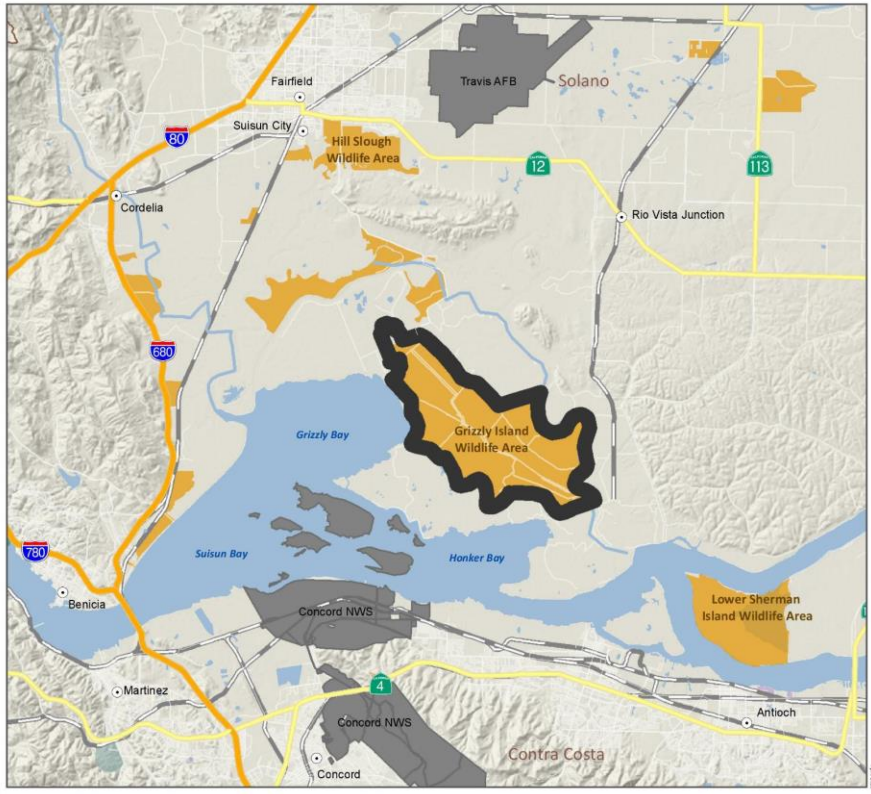 Fairfield
Travis AFB
Solano
Suisun City
80
Hill Slough
Wildlife Area
12
113
Cordelia
Rio Vista Junction
680
Grizzly Bay
Grizzly Island
Wildlife Area
780
Suisun Bay
Honker Bay
Benicia
Concord NWS
Lower Sherman
Island Wildlife Area
Martinez
4
Concord NWS
Antioch
Contra Costa
Concord